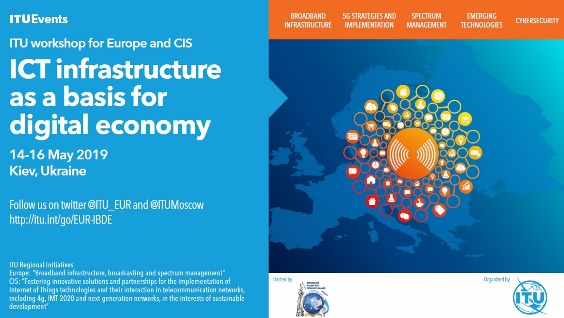 ITUEvents
ITU workshop for Europe and CIS
ICT infrastructure
as a basis for
digital economy
14-16 May 2019
Kiev, Ukraine
Follow us on twitter @ITU_EUR and @ITUMoscow
http://itu.int/go/EUR-IBDE
ITU Regional Initiatives
Europe: "Broadband infrastructure, broadcasting and spectrum management"
CIS: "Fostering innovative solutions and partnerships for the implementation of
Internet of Things technologies and their interaction in telecommunication networks,
including 4g, IMT 2020 and next-generation networks, in the interests of sustainable
development"
BROADBAND
INFRASTRUCTURE
5G STRATEGIES AND
IMPLEMENTATION
SPECTRUM
MANAGEMENT
EMERGING
TECHNOLOGIES
CYBERSECURITY
Hosted by
Organized by
ITU